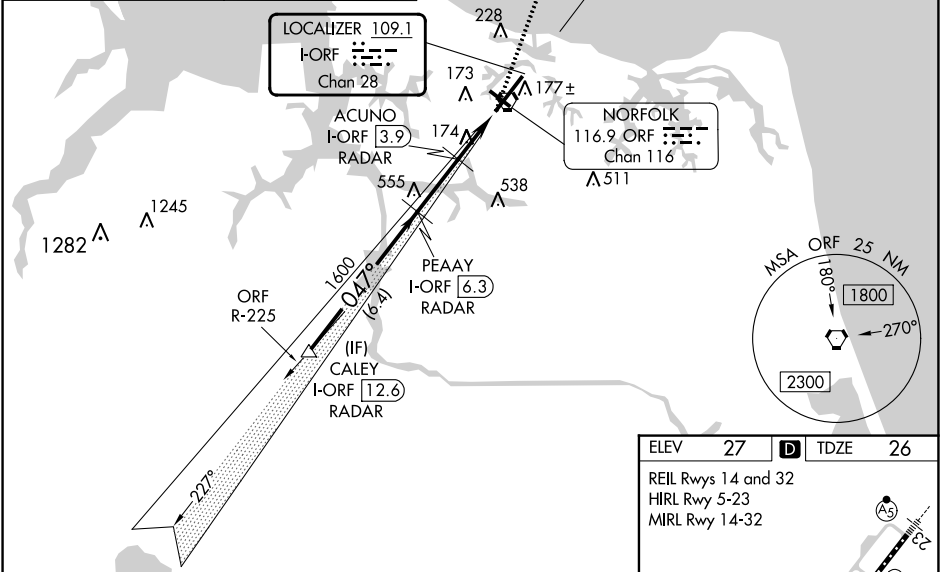 LOCALIZER 109.1
I-ORF
Chan 28
228
173
177±
NORFOLK
116.9 ORF
Chan 116
ACUNO
I-ORF 3.9
RADAR
174
555
538
511
1245
1282
1600
047°
(6.4)
PEAAY
I-ORF 6.3
RADAR
ORF
R-225
(IF)
CALEY
I-ORF 12.6
RADAR
227°
MSA ORF 25 NM
180°
1800
270°
2300
ELEV 27 D TDZE 26
REIL Rwys 14 and 32
HIRL Rwy 5-23
MIRL Rwy 14-32
A5
23